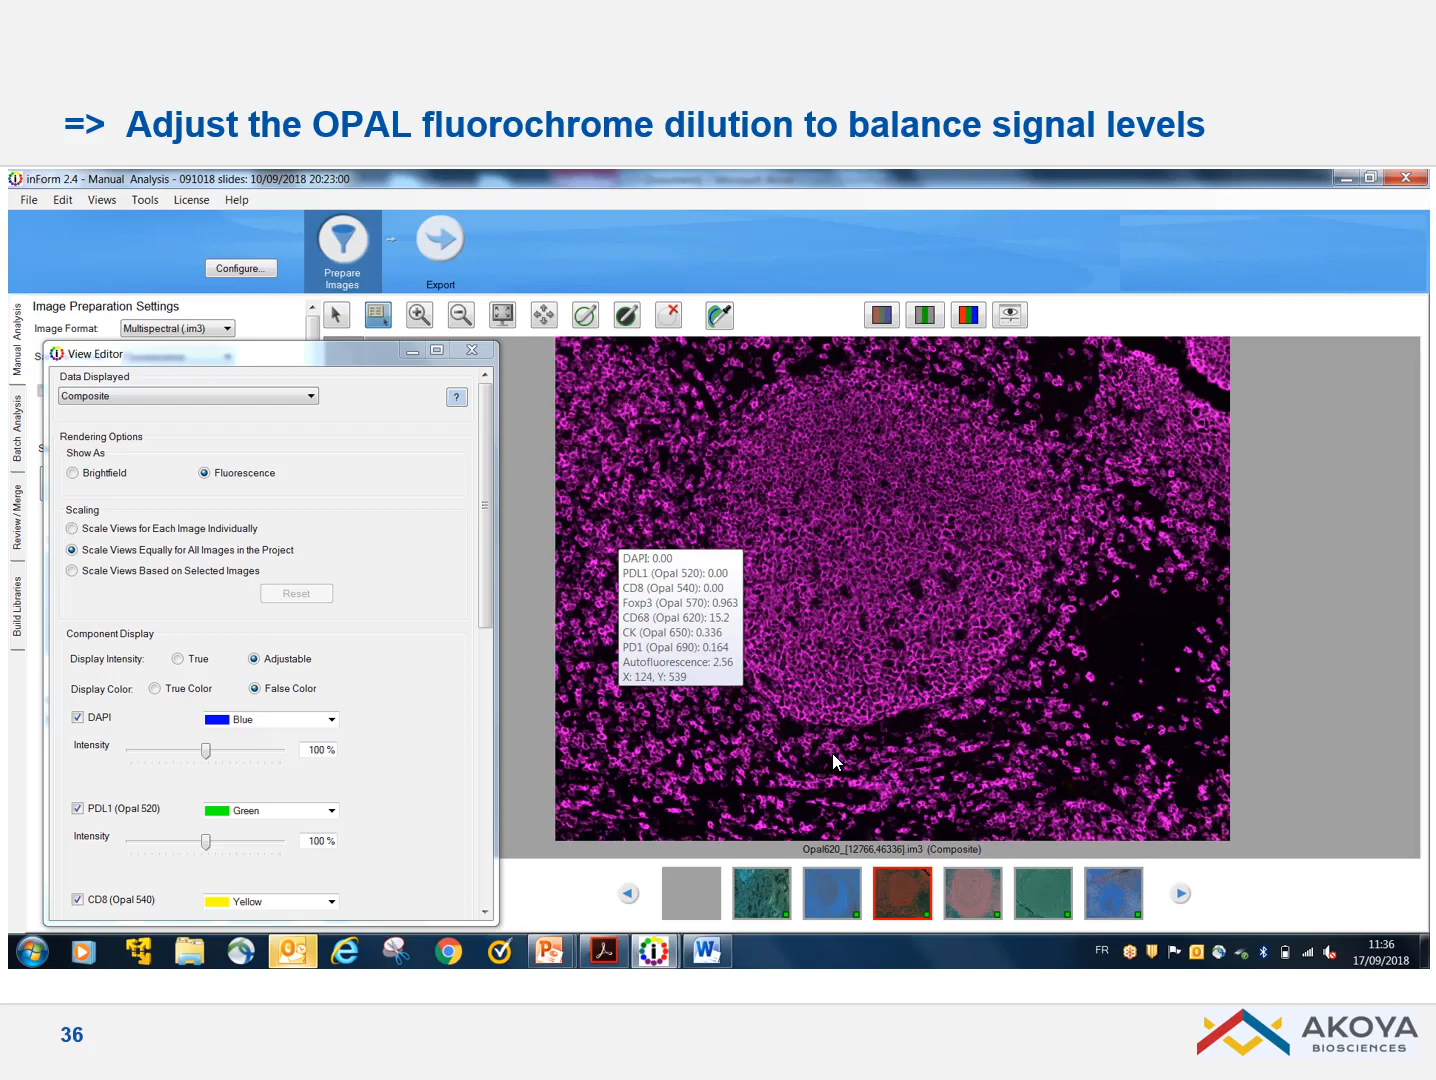 => Adjust the OPAL fluorochrome dilution to balance signal levels
inForm 2.4 - Manual Analysis - 091018 slides: 10/09/2018 20:23:00
File Edit Views Tools License Help
Configure...
Prepare
Images
Export
Manual Analysis
Batch Analysis
Review / Merge
Build Libraries
Image Preparation Settings
Image Format: Multispectral (.im3)
View Editor
Data Displayed
Composite
?
Rendering Options
Show As
Brightfield
Fluorescence
Scaling
Scale Views for Each Image Individually
Scale Views Equally for All Images in the Project
Scale Views Based on Selected Images
Reset
Component Display
Display Intensity: True Adjustable
Display Color: True Color False Color
DAPI Blue
Intensity 100 %
PDL1 (Opal 520) Green
Intensity 100 %
CD8 (Opal 540) Yellow
DAPI: 0.00
PDL1 (Opal 520): 0.00
CD8 (Opal 540): 0.00
Foxp3 (Opal 570): 0.963
CD68 (Opal 620): 15.2
CK (Opal 650): 0.336
PD1 (Opal 690): 0.164
Autofluorescence: 2.56
X: 124, Y: 539
Opal620_[12766,46336].im3 (Composite)
FR
11:36
17/09/2018
36
AKOYA
BIOSCIENCES